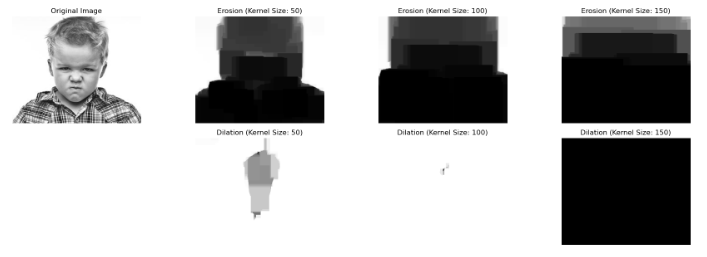 Original Image
Erosion (Kernel Size: 50)
Erosion (Kernel Size: 100)
Erosion (Kernel Size: 150)
Dilation (Kernel Size: 50)
Dilation (Kernel Size: 100)
Dilation (Kernel Size: 150)